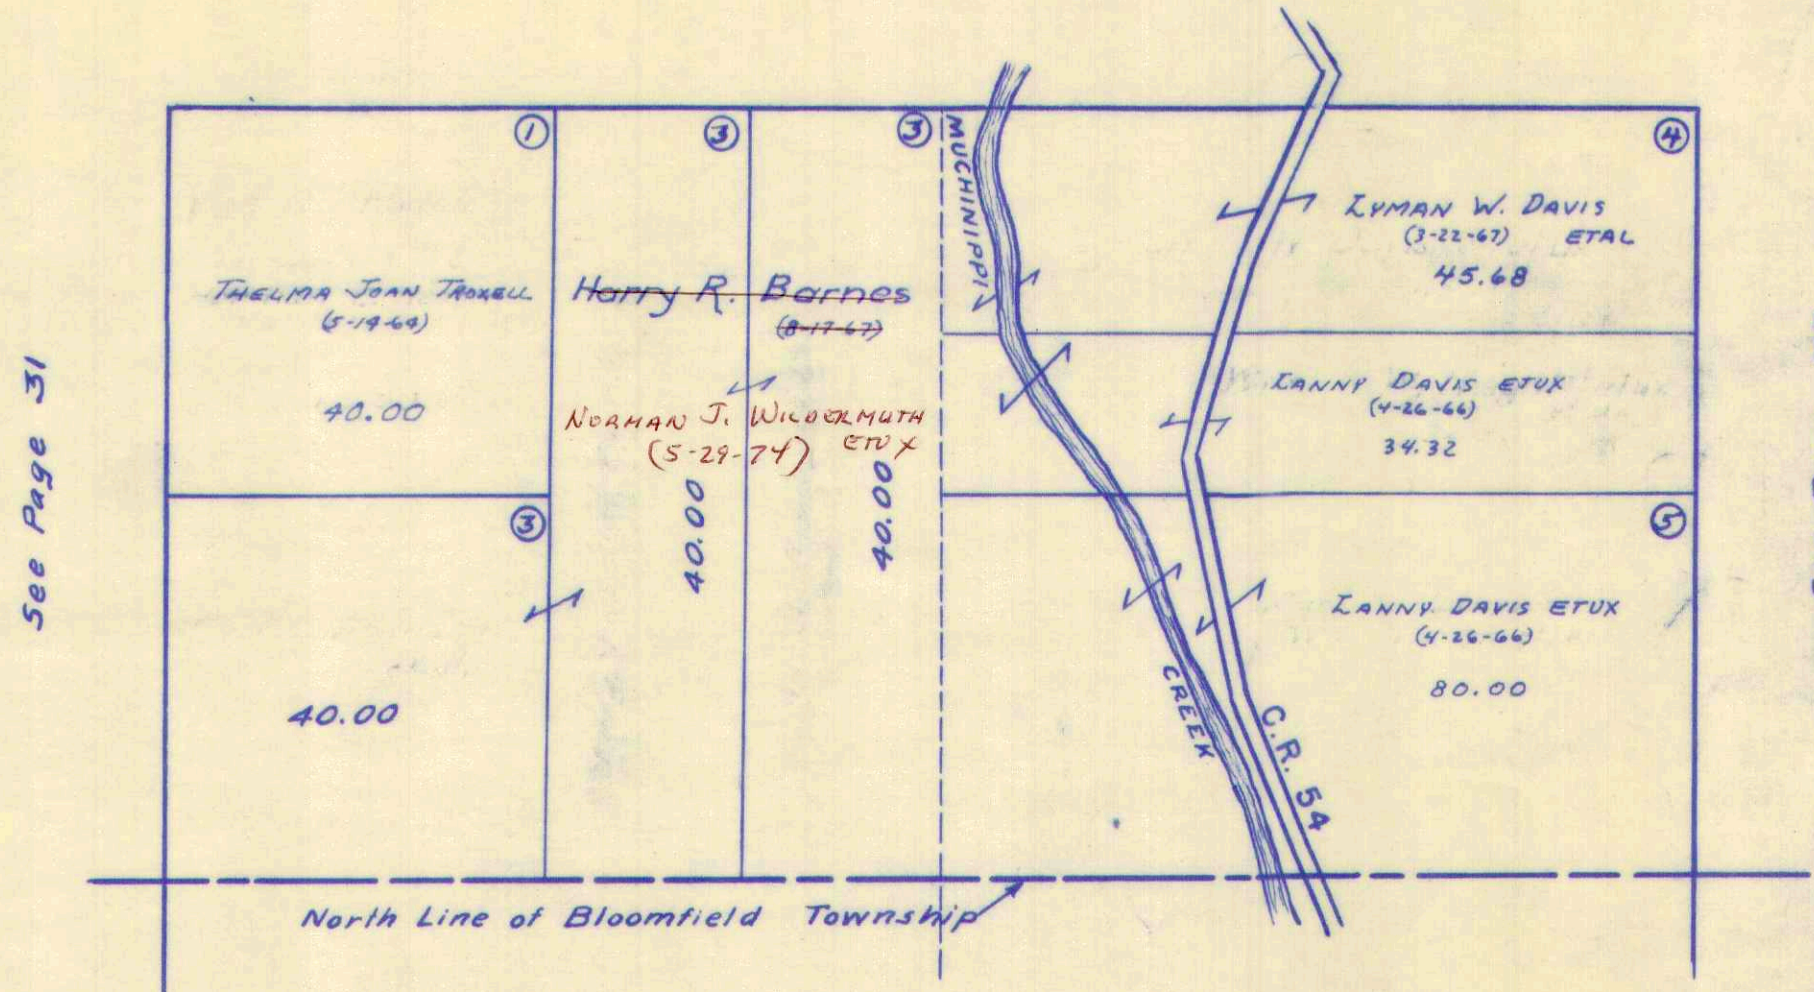 See Page 31
①
THELMA JOAN TROXELL
(5-14-64)
40.00
③
40.00
③
③
Harry R. Barnes
(8-17-67)
NORMAN J. WILDERMUTH
(5-29-74) ETUX
40.00
40.00
MUCHINIPPI
CREEK
C.R. 54
④
LYMAN W. DAVIS
(3-22-67) ETAL
45.68
LANNY DAVIS ETUX
(4-26-66)
34.32
⑤
LANNY DAVIS ETUX
(4-26-66)
80.00
North Line of Bloomfield Township